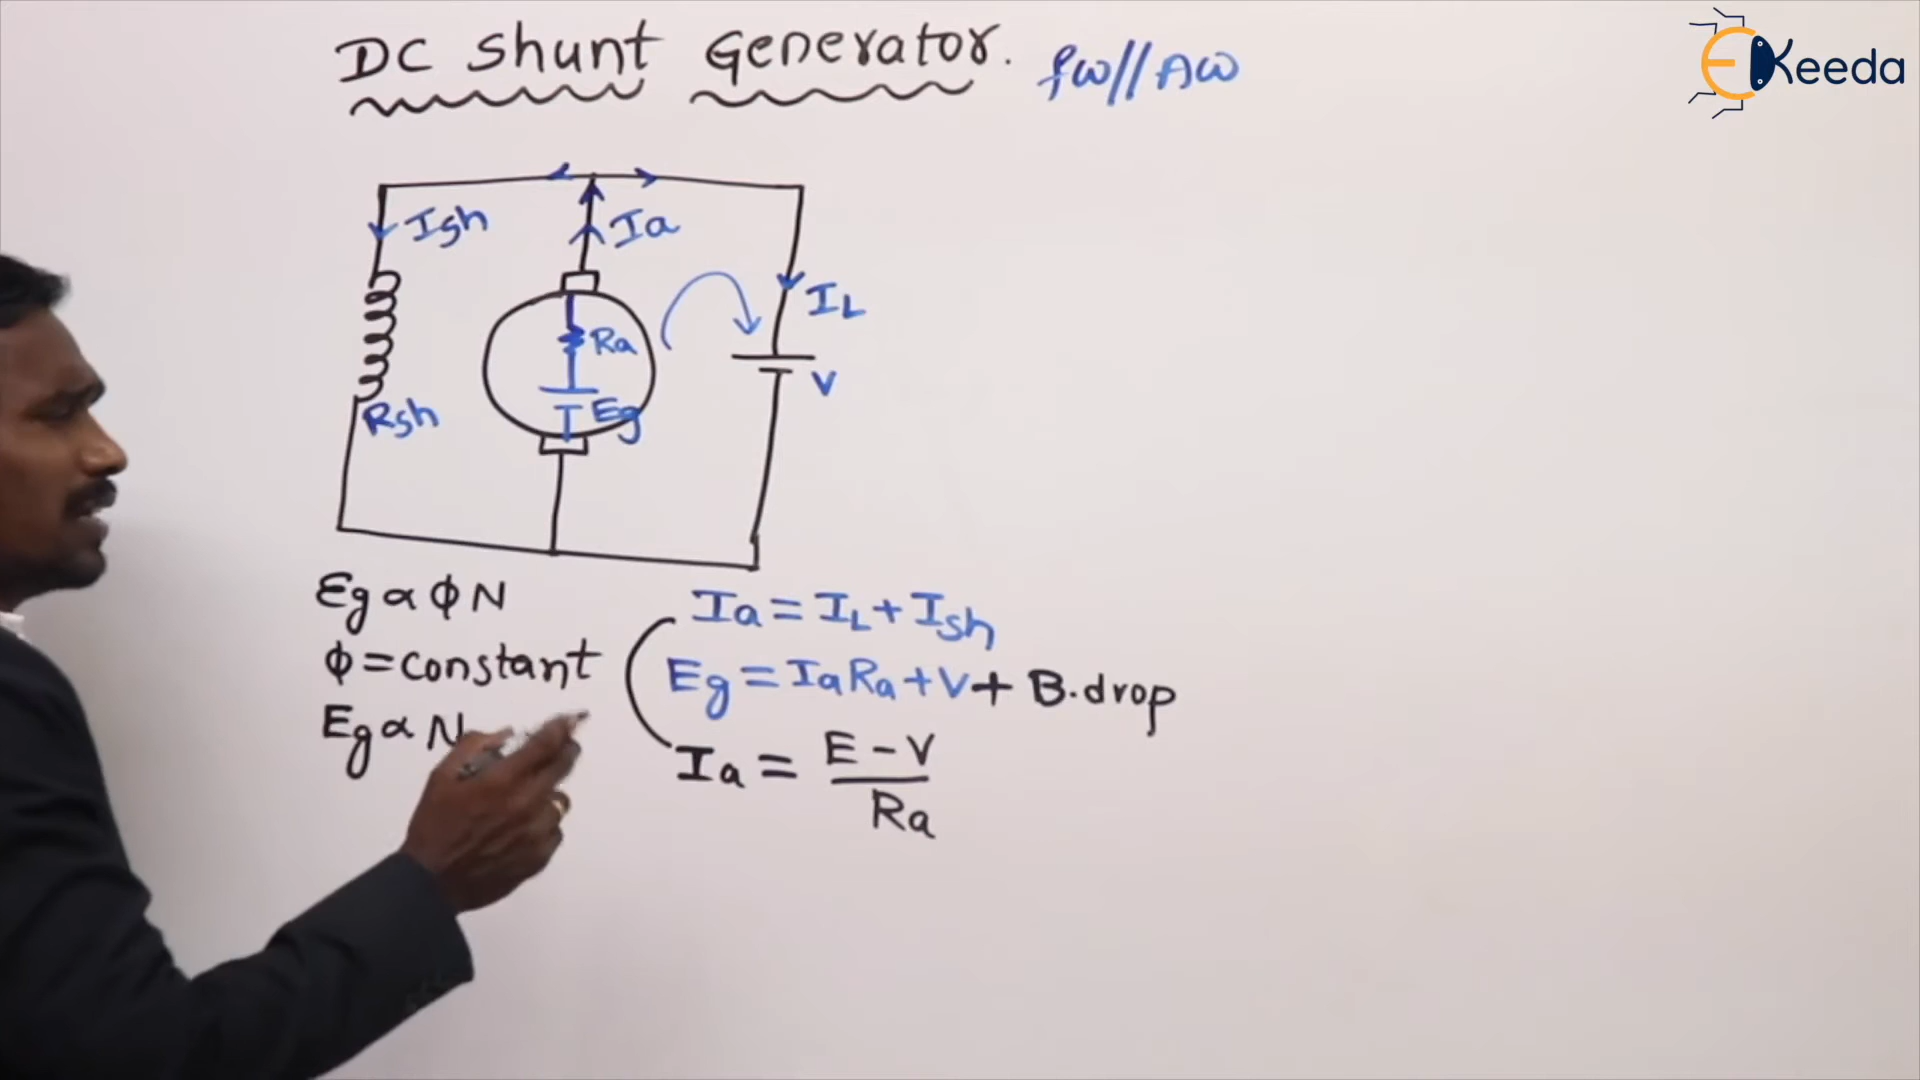 DC Shunt Generator. fw//AW
EKeeda
Ish
Ia
IL
Ra
V
Eg
Rsh
Eg ∝ ϕN
ϕ = constant
Eg ∝ N
Ia = IL + Ish
Eg = IaRa + V + B.drop
Ia = E - V
Ra